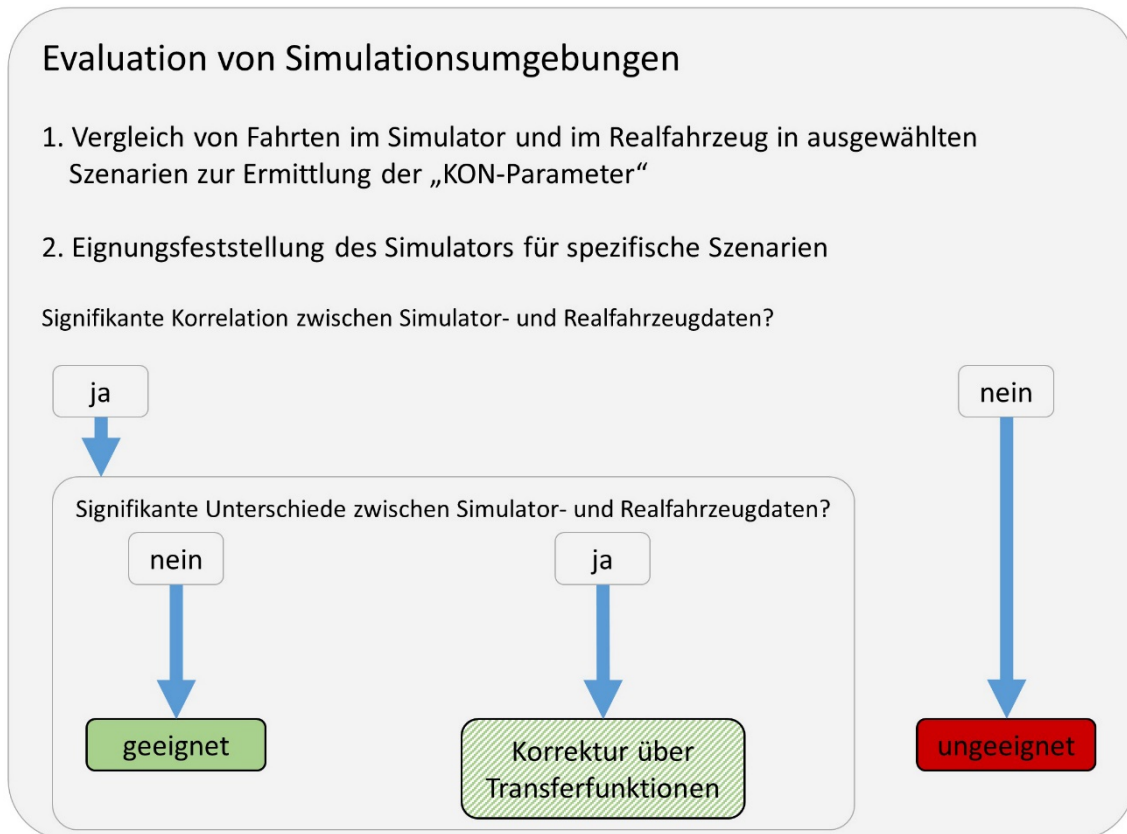 Evaluation von Simulationsumgebungen
1. Vergleich von Fahrten im Simulator und im Realfahrzeug in ausgewählten
Szenarien zur Ermittlung der „KON-Parameter“
2. Eignungsfeststellung des Simulators für spezifische Szenarien
Signifikante Korrelation zwischen Simulator- und Realfahrzeugdaten?
ja
nein
Signifikante Unterschiede zwischen Simulator- und Realfahrzeugdaten?
nein
ja
geeignet
Korrektur über
Transferfunktionen
ungeeignet